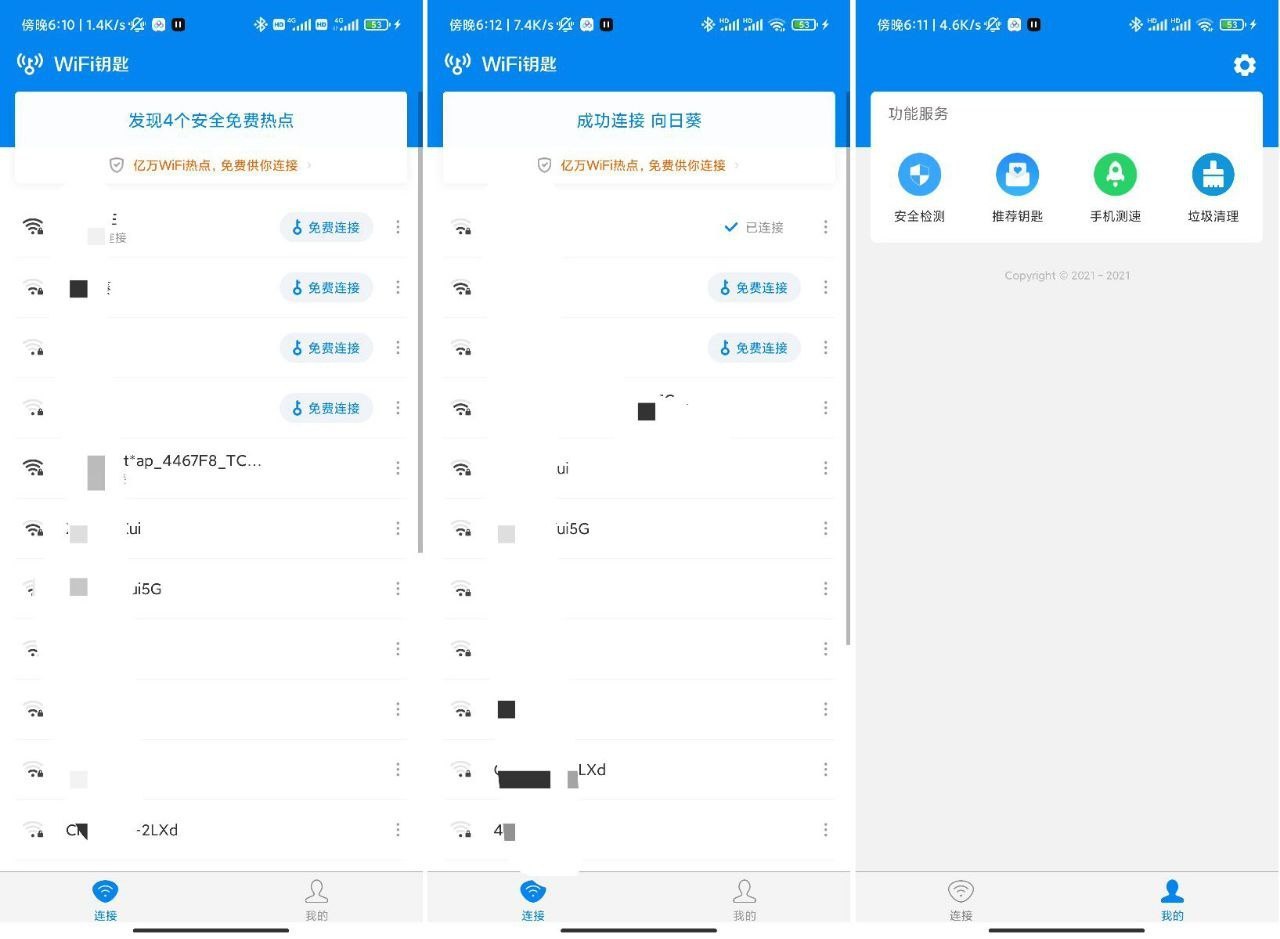 傍晚6:10 | 1.4K/s
WiFi钥匙
发现4个安全免费热点
亿万WiFi热点，免费供你连接
免费连接
免费连接
免费连接
免费连接
t*ap_4467F8_TC...
ui
ui5G
-2LXd
连接
我的
傍晚6:12 | 7.4K/s
WiFi钥匙
成功连接 向日葵
亿万WiFi热点，免费供你连接
已连接
免费连接
免费连接
ui
ui5G
LXd
4
连接
我的
傍晚6:11 | 4.6K/s
功能服务
安全检测
推荐钥匙
手机测速
垃圾清理
Copyright © 2021 - 2021
连接
我的